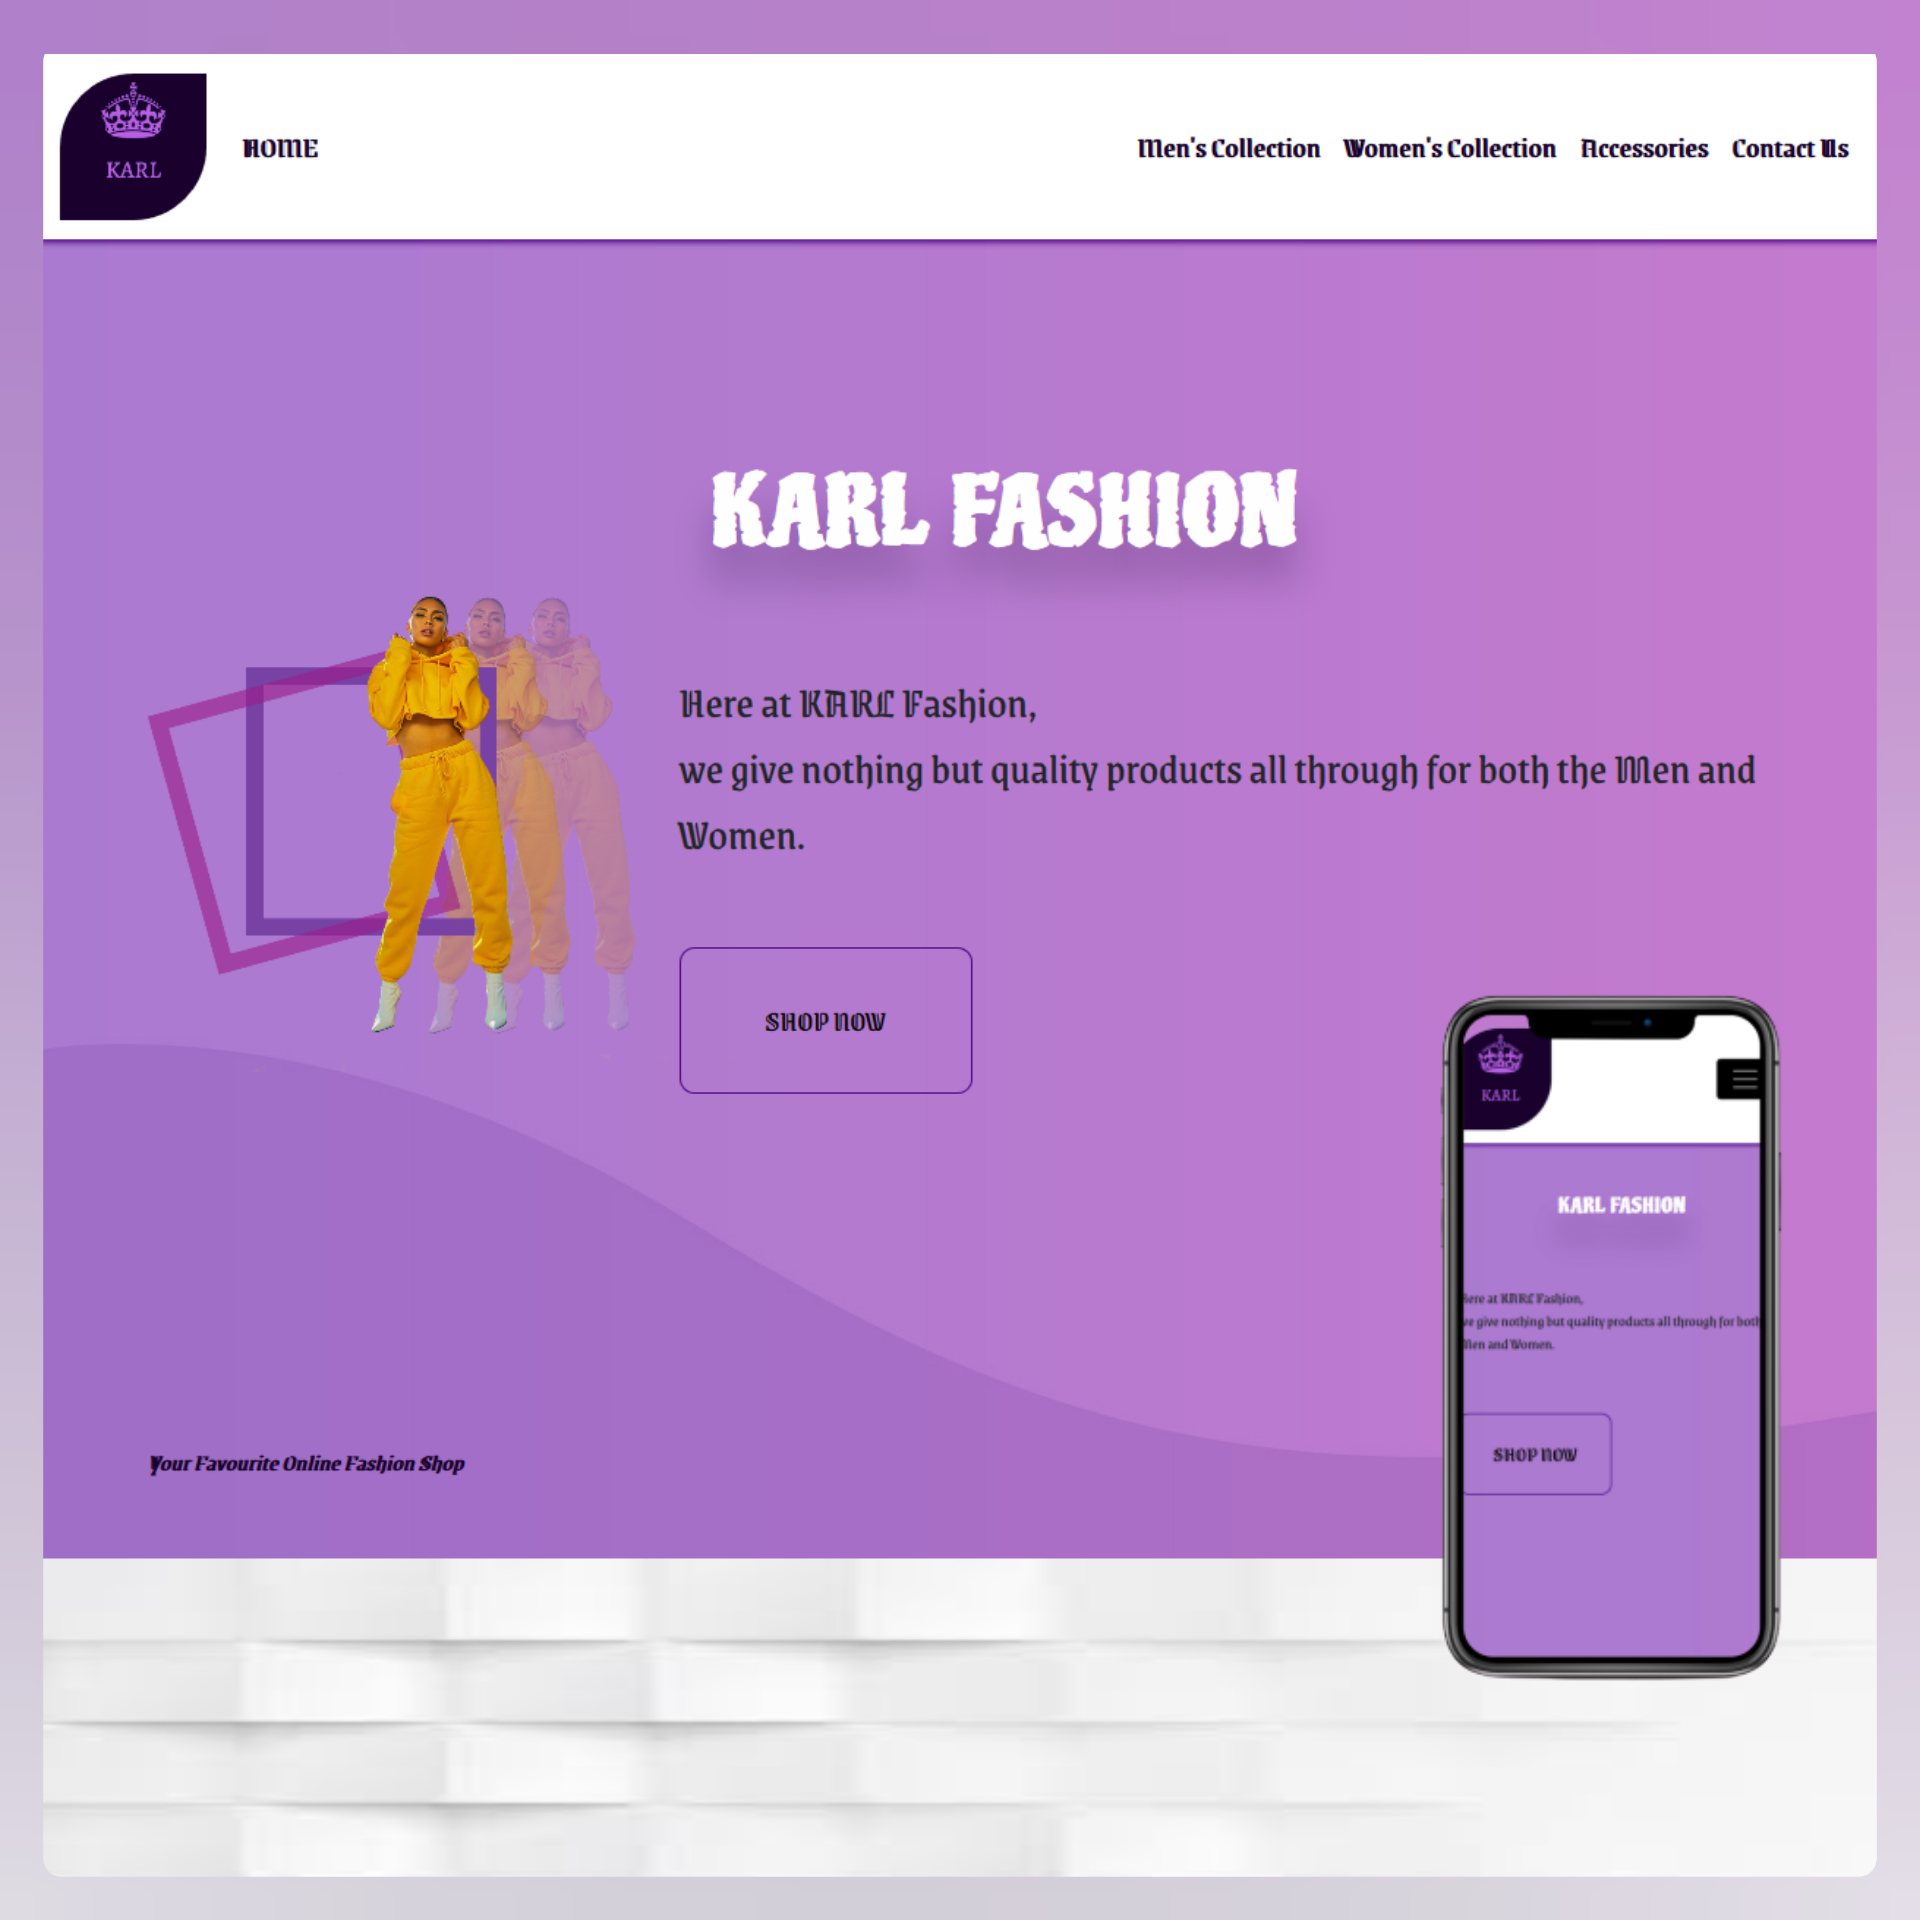 KARL
HOME
Men's Collection
Women's Collection
Accessories
Contact Us
KARL FASHION
Here at KARL Fashion,
we give nothing but quality products all through for both the Men and
Women.
SHOP NOW
Your Favourite Online Fashion Shop
KARL
KARL FASHION
ere at KARL Fashion,
ve give nothing but quality products all through for both
Men and Women.
SHOP NOW